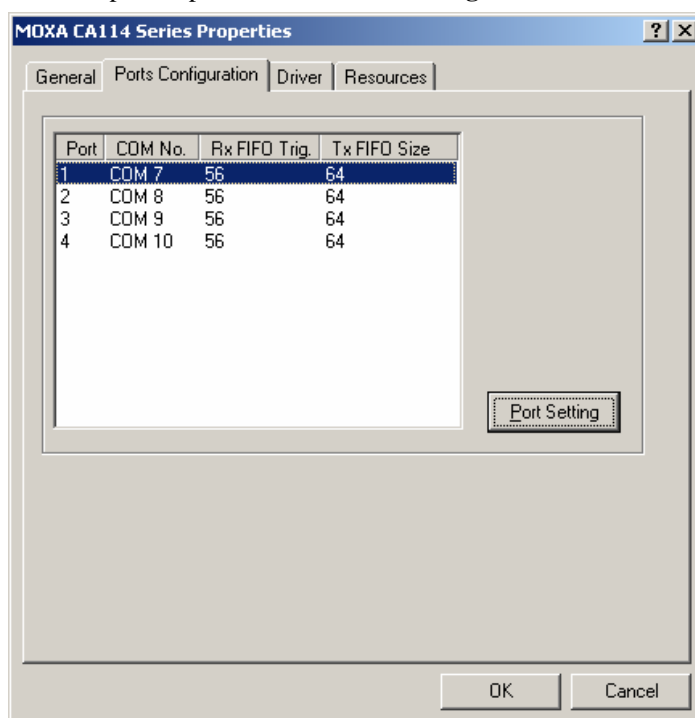 MOXA CA114 Series Properties ? X
General Ports Configuration Driver Resources
Port COM No. Rx FIFO Trig. Tx FIFO Size
1 COM 7 56 64
2 COM 8 56 64
3 COM 9 56 64
4 COM 10 56 64
Port Setting
OK Cancel